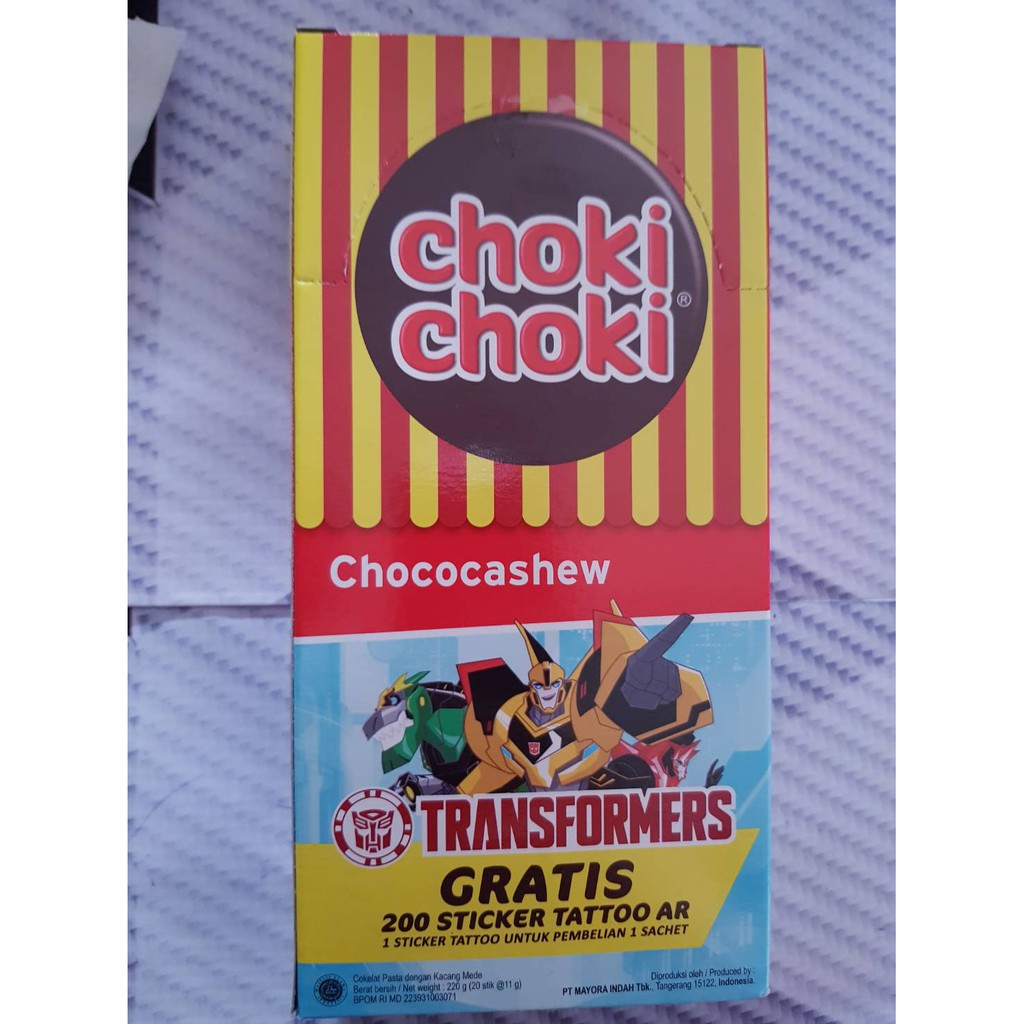 choki
choki ®
Chococashew
TRANSFORMERS
GRATIS
200 STICKER TATTOO AR
1 STICKER TATTOO UNTUK PEMBELIAN 1 SACHET
Cokelat Pasta dengan Kacang Mede
Berat bersih / Net weight : 220 g (20 stik @11 g)
BPOM RI MD 223931003071
Diproduksi oleh / Produced by :
PT MAYORA INDAH Tbk., Tangerang 15122, Indonesia.